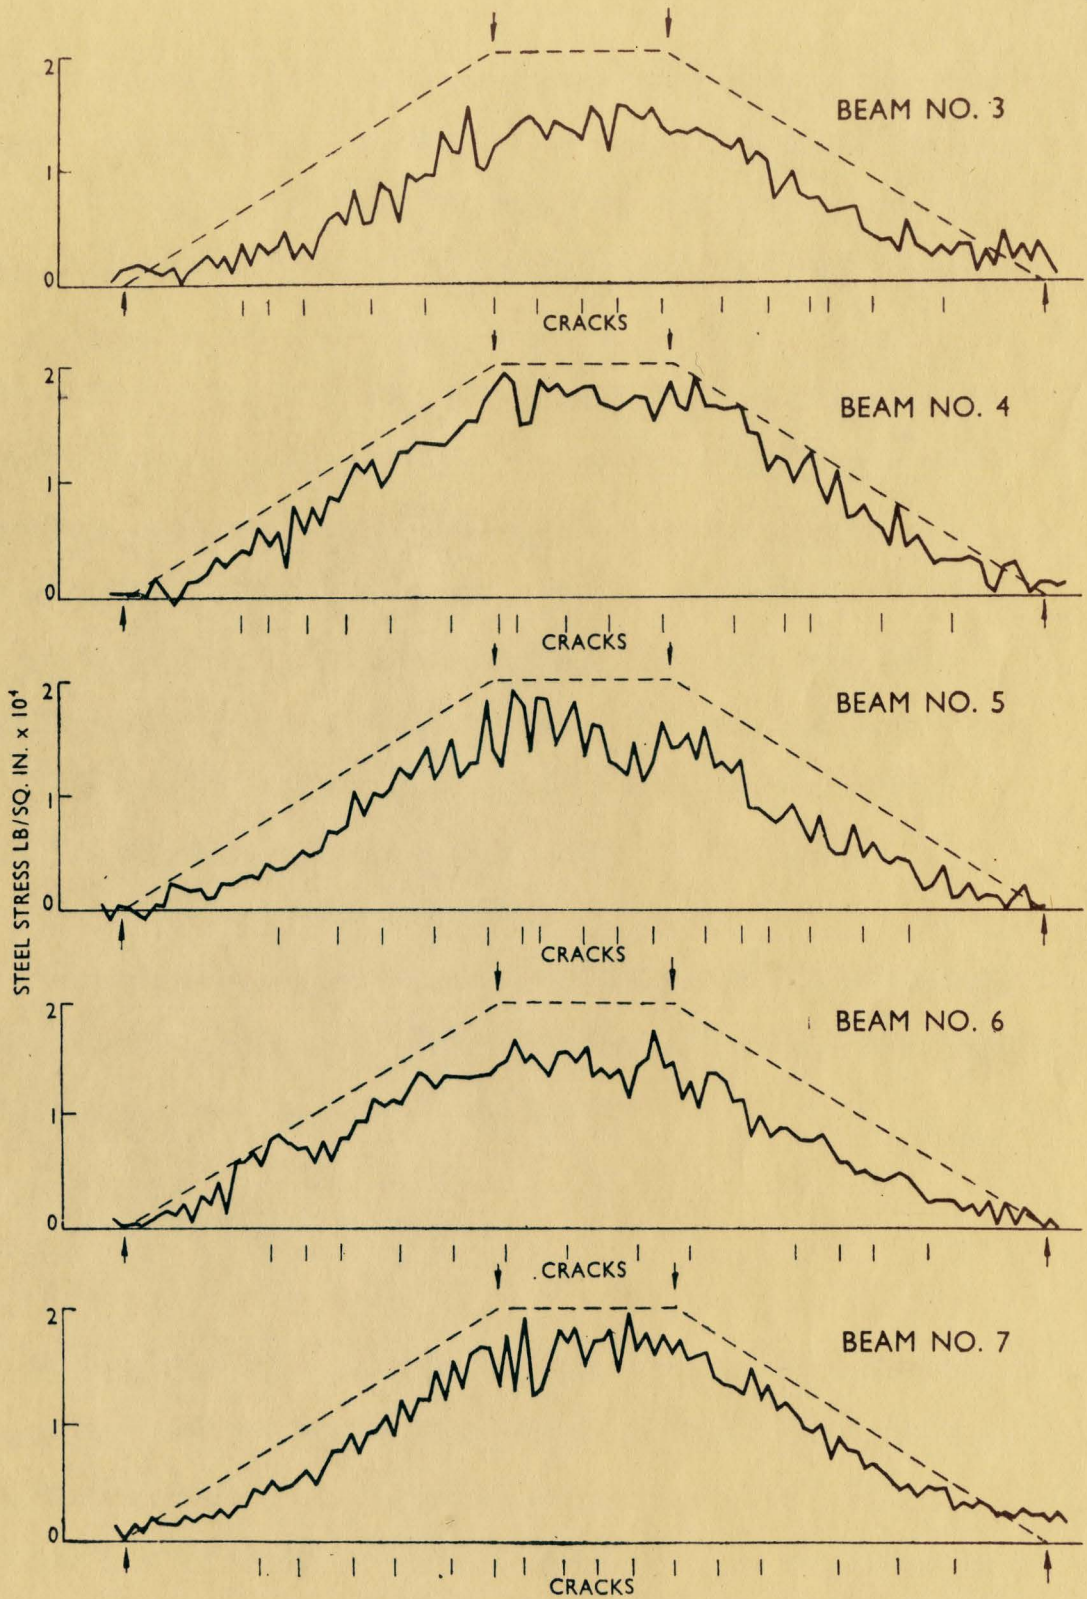 2
BEAM NO. 3
1
0
CRACKS
2
BEAM NO. 4
1
0
CRACKS
2
BEAM NO. 5
1
0
STEEL STRESS LB/SQ. IN. x 10⁴
CRACKS
2
BEAM NO. 6
1
0
CRACKS
2
BEAM NO. 7
1
0
CRACKS